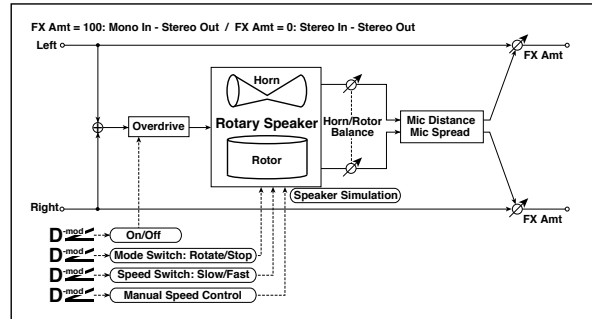 FX Amt = 100: Mono In - Stereo Out / FX Amt = 0: Stereo In - Stereo Out
Left
FX Amt
Horn
Overdrive
Rotary Speaker
Horn/Rotor
Balance
Mic Distance
Mic Spread
Rotor
Speaker Simulation
Right
FX Amt
D-mod On/Off
D-mod Mode Switch: Rotate/Stop
D-mod Speed Switch: Slow/Fast
D-mod Manual Speed Control